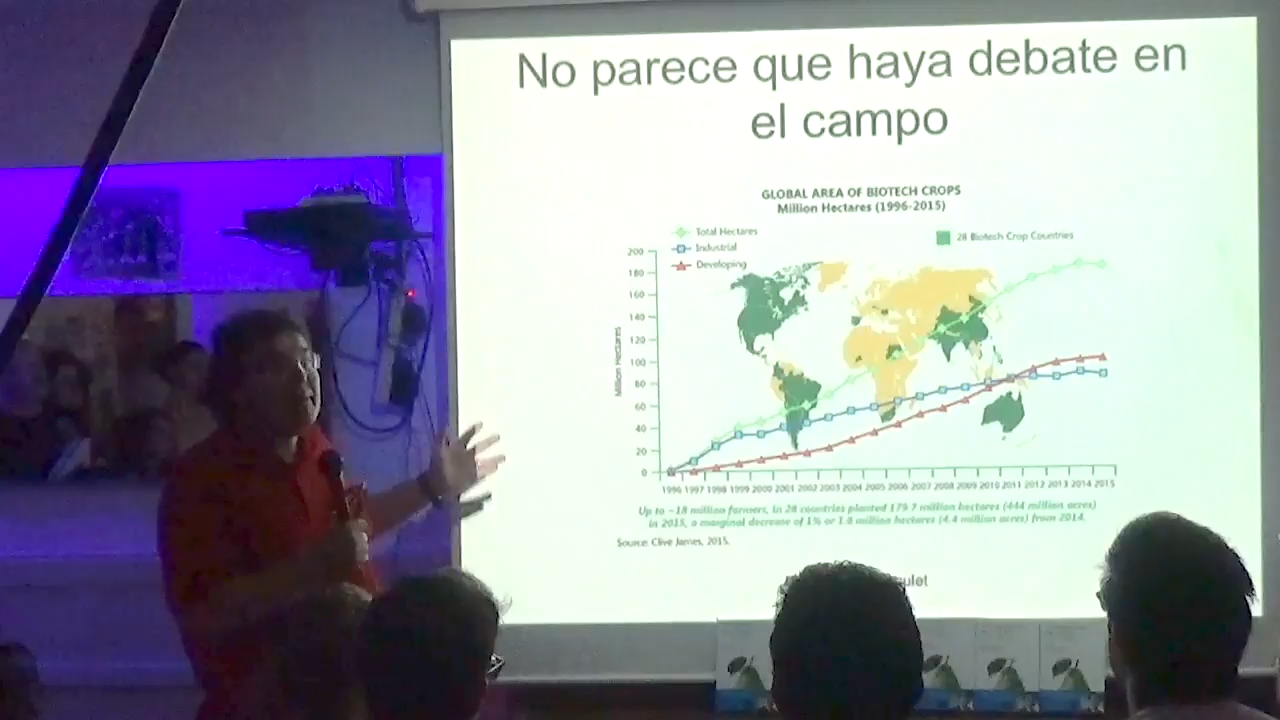 No parece que haya debate en
el campo
GLOBAL AREA OF BIOTECH CROPS
Million Hectares (1996-2015)
Total Hectares
Industrial
Developing
28 Biotech Crop Countries
Million Hectares
200
180
160
140
120
100
80
60
40
20
0
1996 1997 1998 1999 2000 2001 2002 2003 2004 2005 2006 2007 2008 2009 2010 2011 2012 2013 2014 2015
Up to ~18 million farmers, in 28 countries planted 179.7 million hectares (444 million acres)
in 2015, a marginal decrease of 1% or 1.8 million hectares (4.4 million acres) from 2014.
Source: Clive James, 2015.